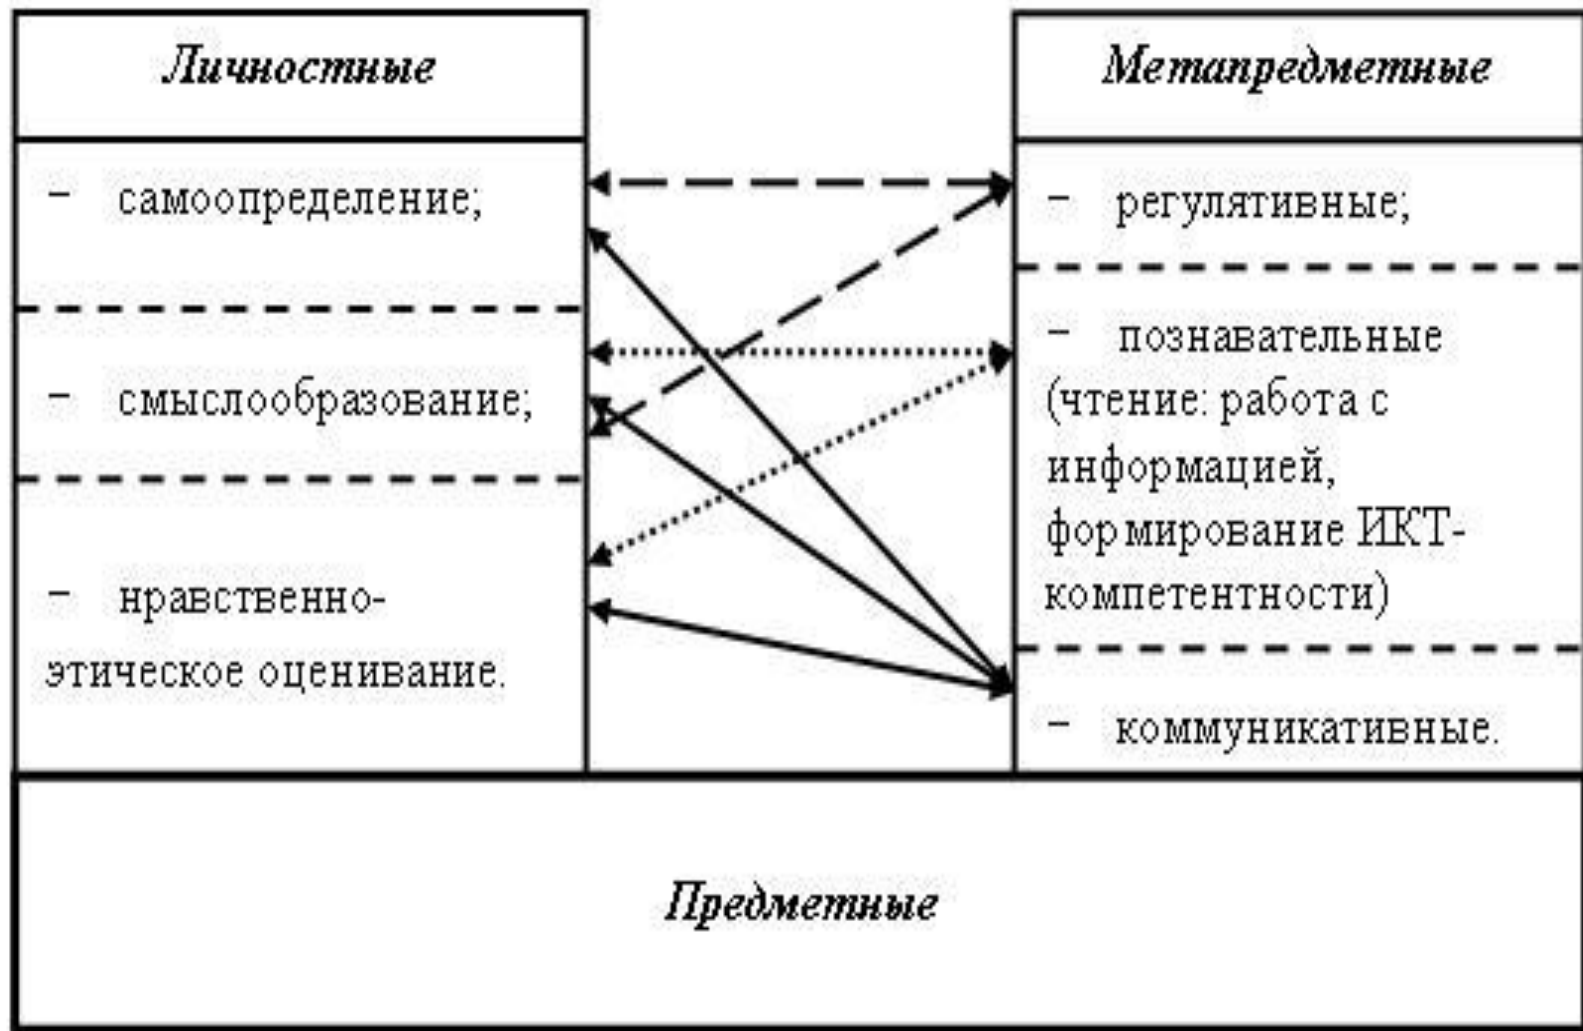 Личностные
– самоопределение;
– смыслообразование;
– нравственно-
этическое оценивание.
Метапредметные
– регулятивные;
– познавательные
(чтение: работа с
информацией,
формирование ИКТ-
компетентности)
– коммуникативные.
Предметные